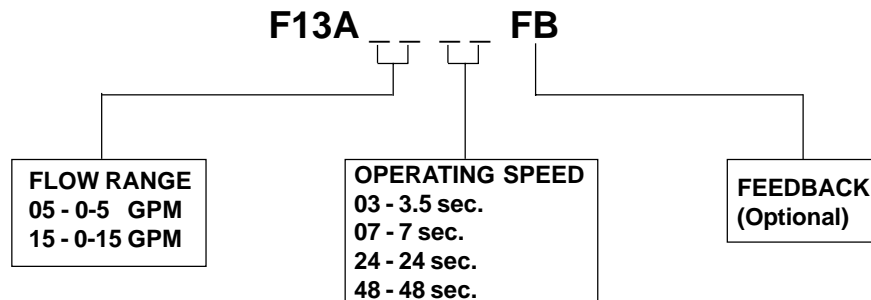 F13A _ _ _ _ FB
FLOW RANGE
05 - 0-5 GPM
15 - 0-15 GPM
OPERATING SPEED
03 - 3.5 sec.
07 - 7 sec.
24 - 24 sec.
48 - 48 sec.
FEEDBACK
(Optional)